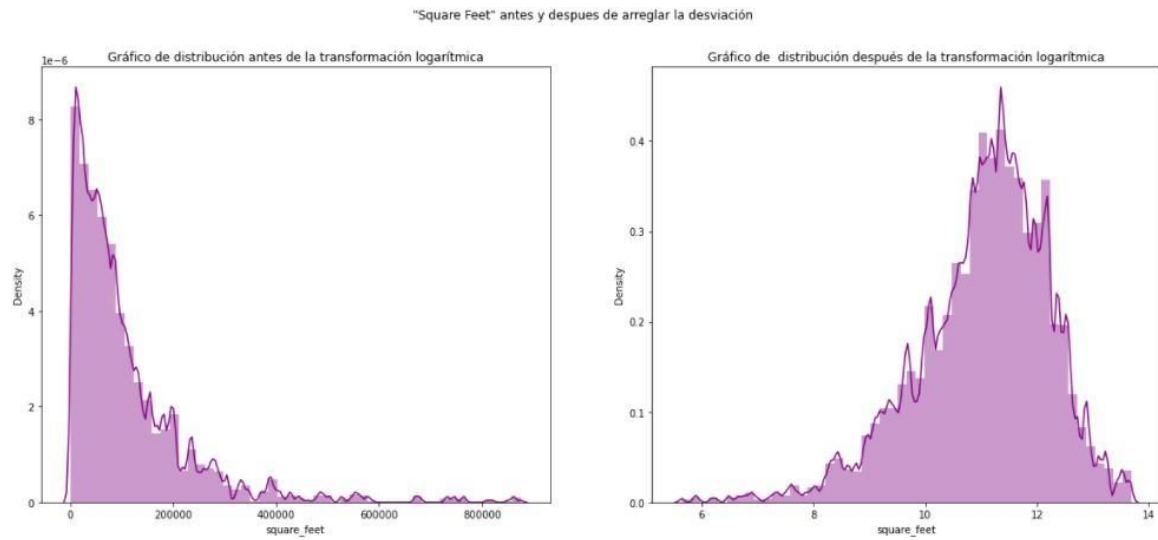 "Square Feet" antes y despues de arreglar la desviación
Gráfico de distribución antes de la transformación logarítmica
1e-6
Density
8
6
4
2
0
0 200000 400000 600000 800000
square_feet
Gráfico de distribución después de la transformación logarítmica
Density
0.4
0.3
0.2
0.1
0.0
6 8 10 12 14
square_feet